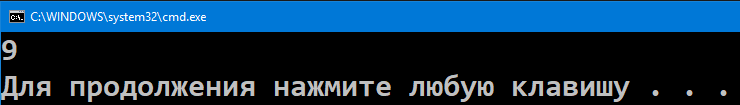 C:\WINDOWS\system32\cmd.exe
9
Для продолжения нажмите любую клавишу . . .